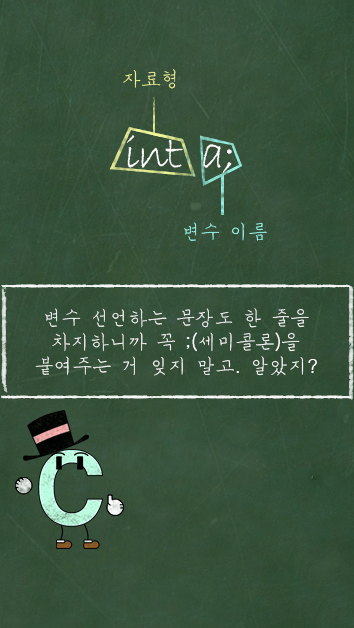 자료형
int a;
변수 이름
변수 선언하는 문장도 한 줄을
차지하니까 꼭 ;(세미콜론)을
붙여주는 거 잊지 말고. 알았지?
C